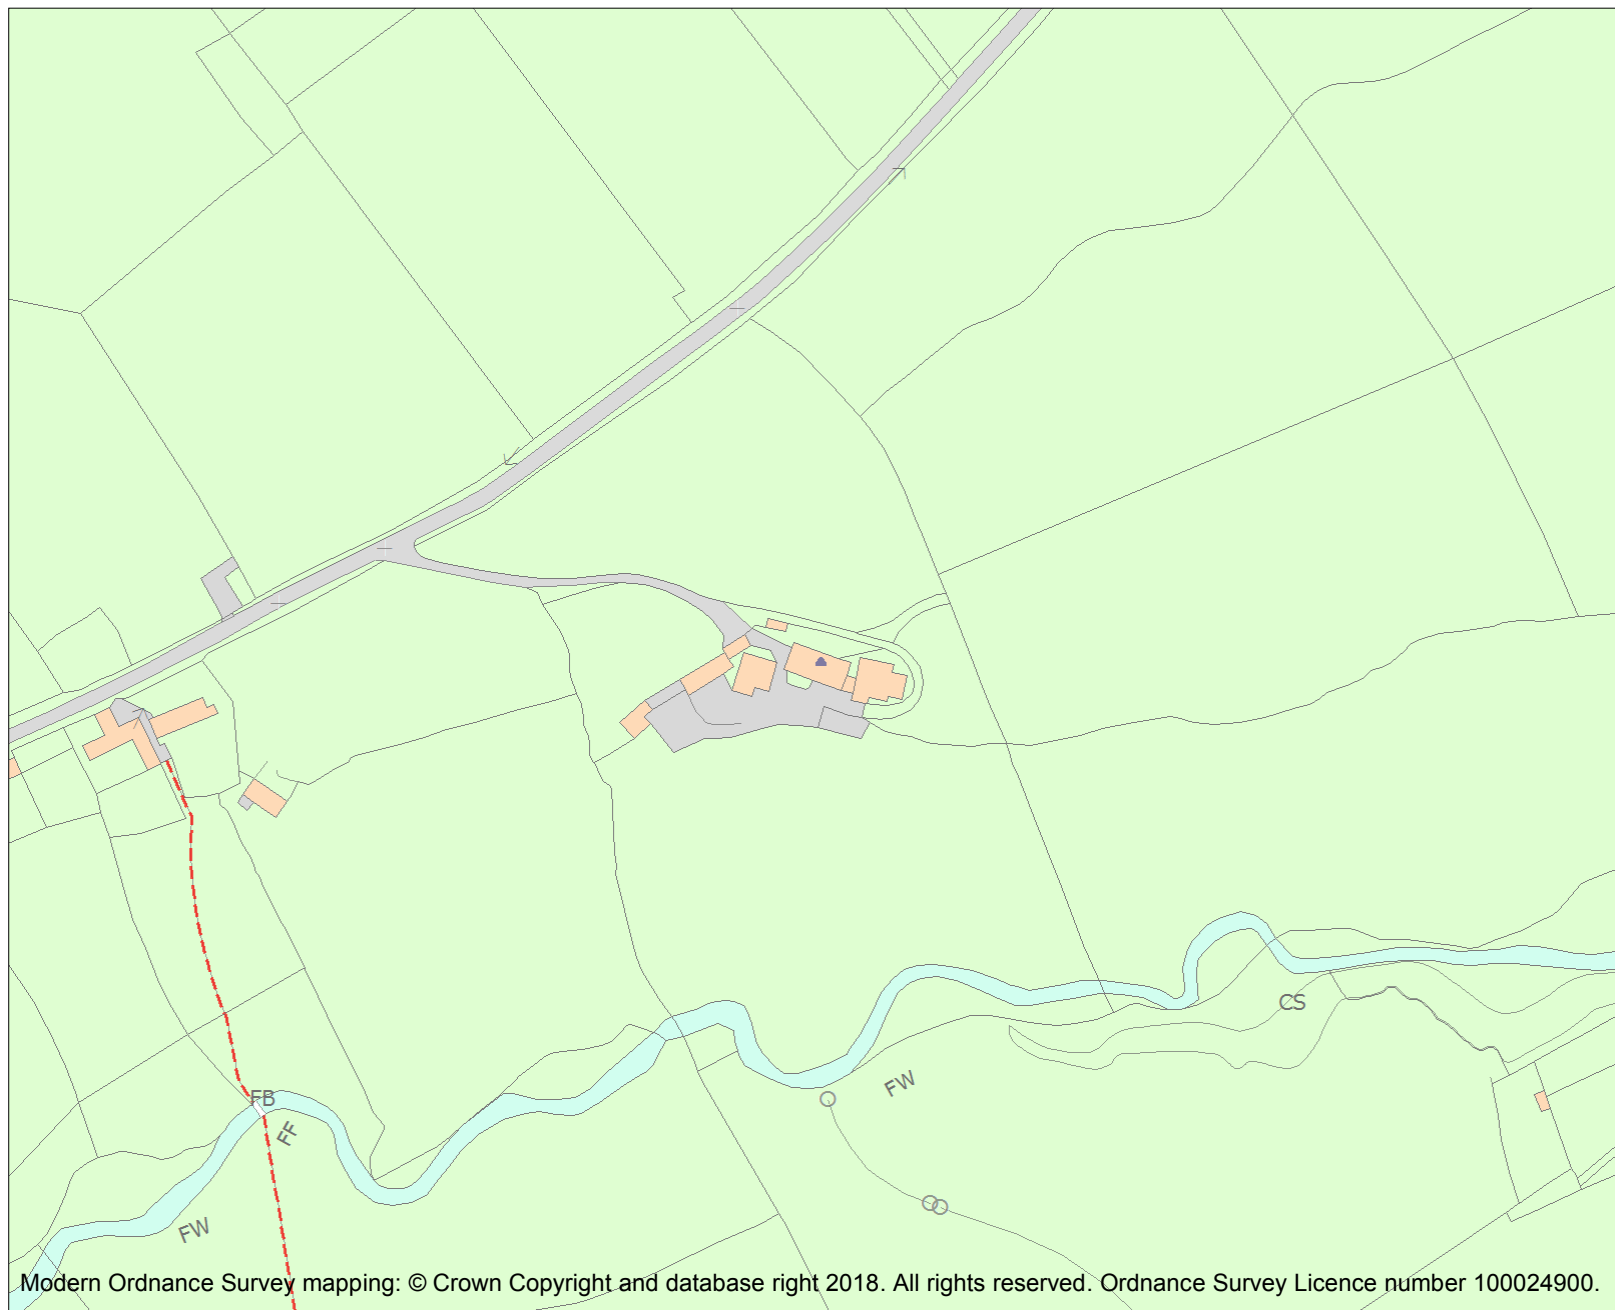 CS
FW
FB
FF
FW
Modern Ordnance Survey mapping: © Crown Copyright and database right 2018. All rights reserved. Ordnance Survey Licence number 100024900.